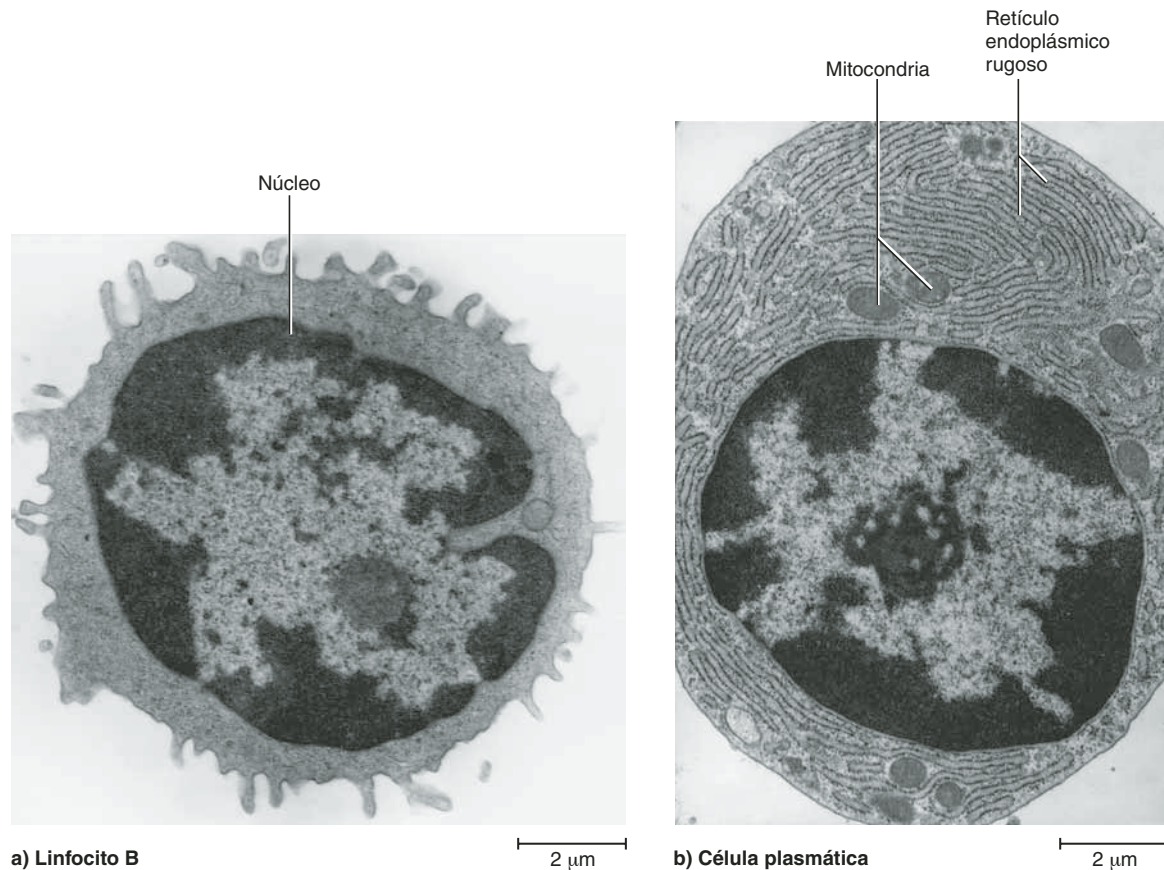 Retículo
endoplásmico
rugoso
Mitocondria
Núcleo
a) Linfocito B
2 μm
b) Célula plasmática
2 μm